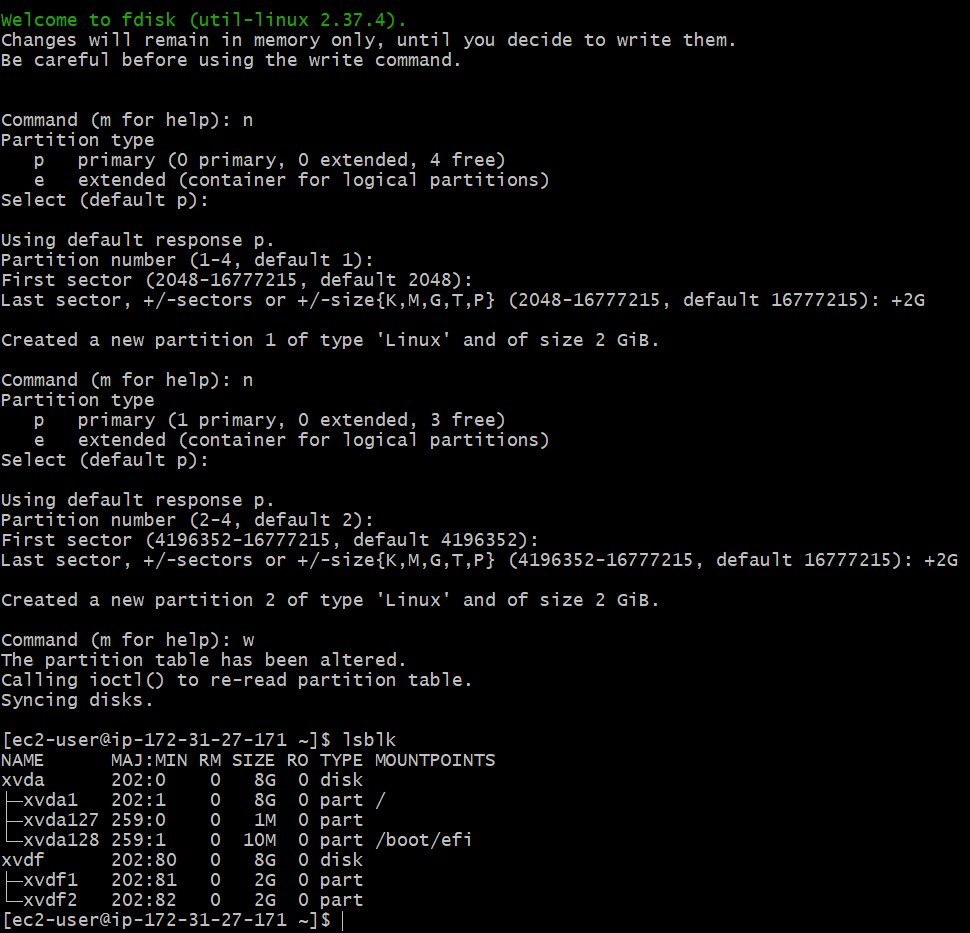 Welcome to fdisk (util-linux 2.37.4).
Changes will remain in memory only, until you decide to write them.
Be careful before using the write command.
Command (m for help): n
Partition type
   p   primary (0 primary, 0 extended, 4 free)
   e   extended (container for logical partitions)
Select (default p):
Using default response p.
Partition number (1-4, default 1):
First sector (2048-16777215, default 2048):
Last sector, +/-sectors or +/-size{K,M,G,T,P} (2048-16777215, default 16777215): +2G
Created a new partition 1 of type 'Linux' and of size 2 GiB.
Command (m for help): n
Partition type
   p   primary (1 primary, 0 extended, 3 free)
   e   extended (container for logical partitions)
Select (default p):
Using default response p.
Partition number (2-4, default 2):
First sector (4196352-16777215, default 4196352):
Last sector, +/-sectors or +/-size{K,M,G,T,P} (4196352-16777215, default 16777215): +2G
Created a new partition 2 of type 'Linux' and of size 2 GiB.
Command (m for help): w
The partition table has been altered.
Calling ioctl() to re-read partition table.
Syncing disks.
[ec2-user@ip-172-31-27-171 ~]$ lsblk
NAME      MAJ:MIN RM SIZE RO TYPE MOUNTPOINTS
xvda      202:0    0   8G  0 disk
├─xvda1   202:1    0   8G  0 part /
├─xvda127 259:0    0   1M  0 part
└─xvda128 259:1    0  10M  0 part /boot/efi
xvdf      202:80   0   8G  0 disk
├─xvdf1   202:81   0   2G  0 part
└─xvdf2   202:82   0   2G  0 part
[ec2-user@ip-172-31-27-171 ~]$